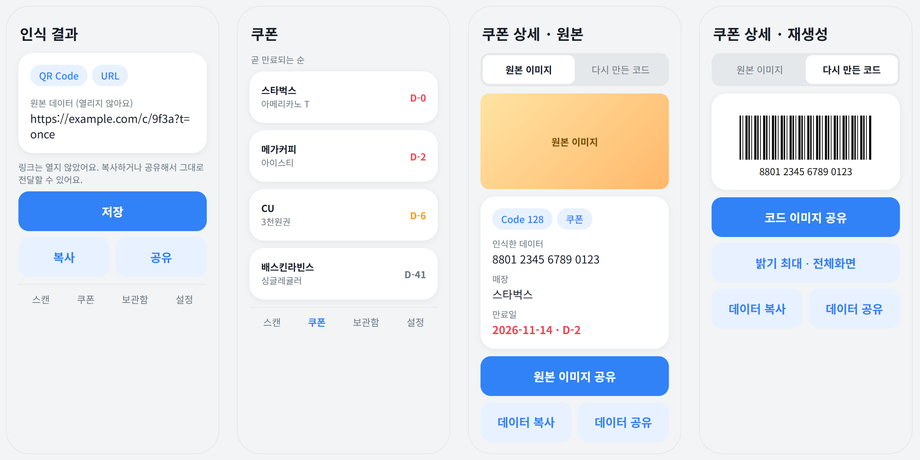 인식 결과
QR Code
URL
원본 데이터 (열리지 않아요)
https://example.com/c/9f3a?t=
once
링크는 열지 않았어요. 복사하거나 공유해서 그대로
전달할 수 있어요.
저장
복사
공유
스캔
쿠폰
보관함
설정
쿠폰
곧 만료되는 순
스타벅스
아메리카노 T
D-0
메가커피
아이스티
D-2
CU
3천원권
D-6
배스킨라빈스
싱글레귤러
D-41
스캔
쿠폰
보관함
설정
쿠폰 상세 · 원본
원본 이미지
다시 만든 코드
원본 이미지
Code 128
쿠폰
인식한 데이터
8801 2345 6789 0123
매장
스타벅스
만료일
2026-11-14 · D-2
원본 이미지 공유
데이터 복사
데이터 공유
쿠폰 상세 · 재생성
원본 이미지
다시 만든 코드
8801 2345 6789 0123
코드 이미지 공유
밝기 최대 · 전체화면
데이터 복사
데이터 공유